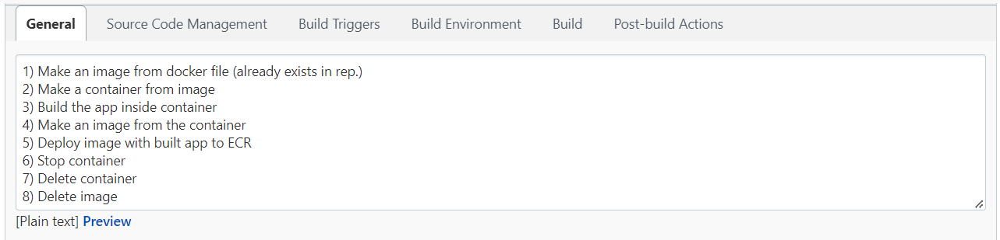 General Source Code Management Build Triggers Build Environment Build Post-build Actions
1) Make an image from docker file (already exists in rep.)
2) Make a container from image
3) Build the app inside container
4) Make an image from the container
5) Deploy image with built app to ECR
6) Stop container
7) Delete container
8) Delete image
[Plain text] Preview